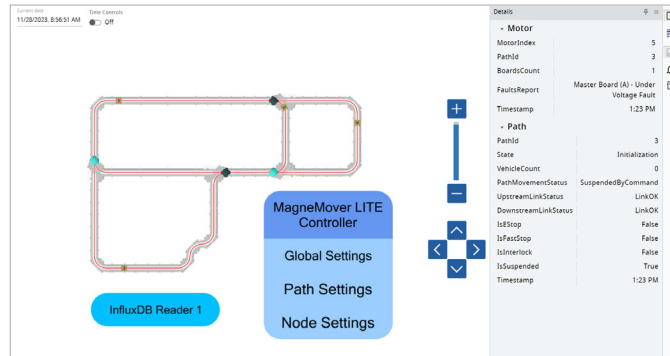 Current date
11/28/2023, 8:56:51 AM
Time Controls
Off
MagneMover LITE
Controller
Global Settings
Path Settings
Node Settings
InfluxDB Reader 1
Details
Motor
MotorIndex 5
PathId 3
BoardsCount 1
FaultsReport Master Board (A) - Under
Voltage Fault
Timestamp 1:23 PM
Path
PathId 3
State Initialization
VehicleCount 0
PathMovementStatus SuspendedByCommand
UpstreamLinkStatus LinkOK
DownstreamLinkStatus LinkOK
IsEStop False
IsFastStop False
IsInterlock False
IsSuspended True
Timestamp 1:23 PM